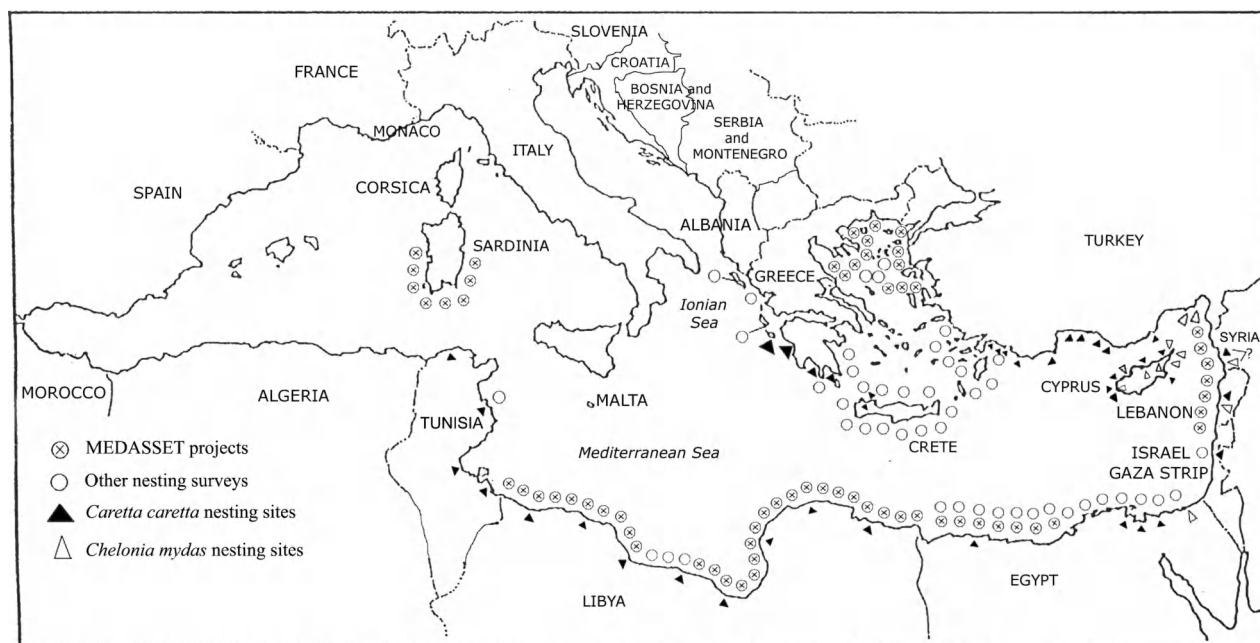 SLOVENIA
CROATIA
FRANCE
BOSNIA and
HERZEGOVINA
SERBIA
and
MONTENEGRO
MONACO
ITALY
SPAIN
CORSICA
ALBANIA
SARDINIA
TURKEY
GREECE
Ionian
Sea
SYRIA
?
MOROCCO
ALGERIA
MALTA
CYPRUS
LEBANON
TUNISIA
CRETE
Mediterranean Sea
ISRAEL
GAZA STRIP
MEDASSET projects
Other nesting surveys
Caretta caretta nesting sites
Chelonia mydas nesting sites
EGYPT
LIBYA